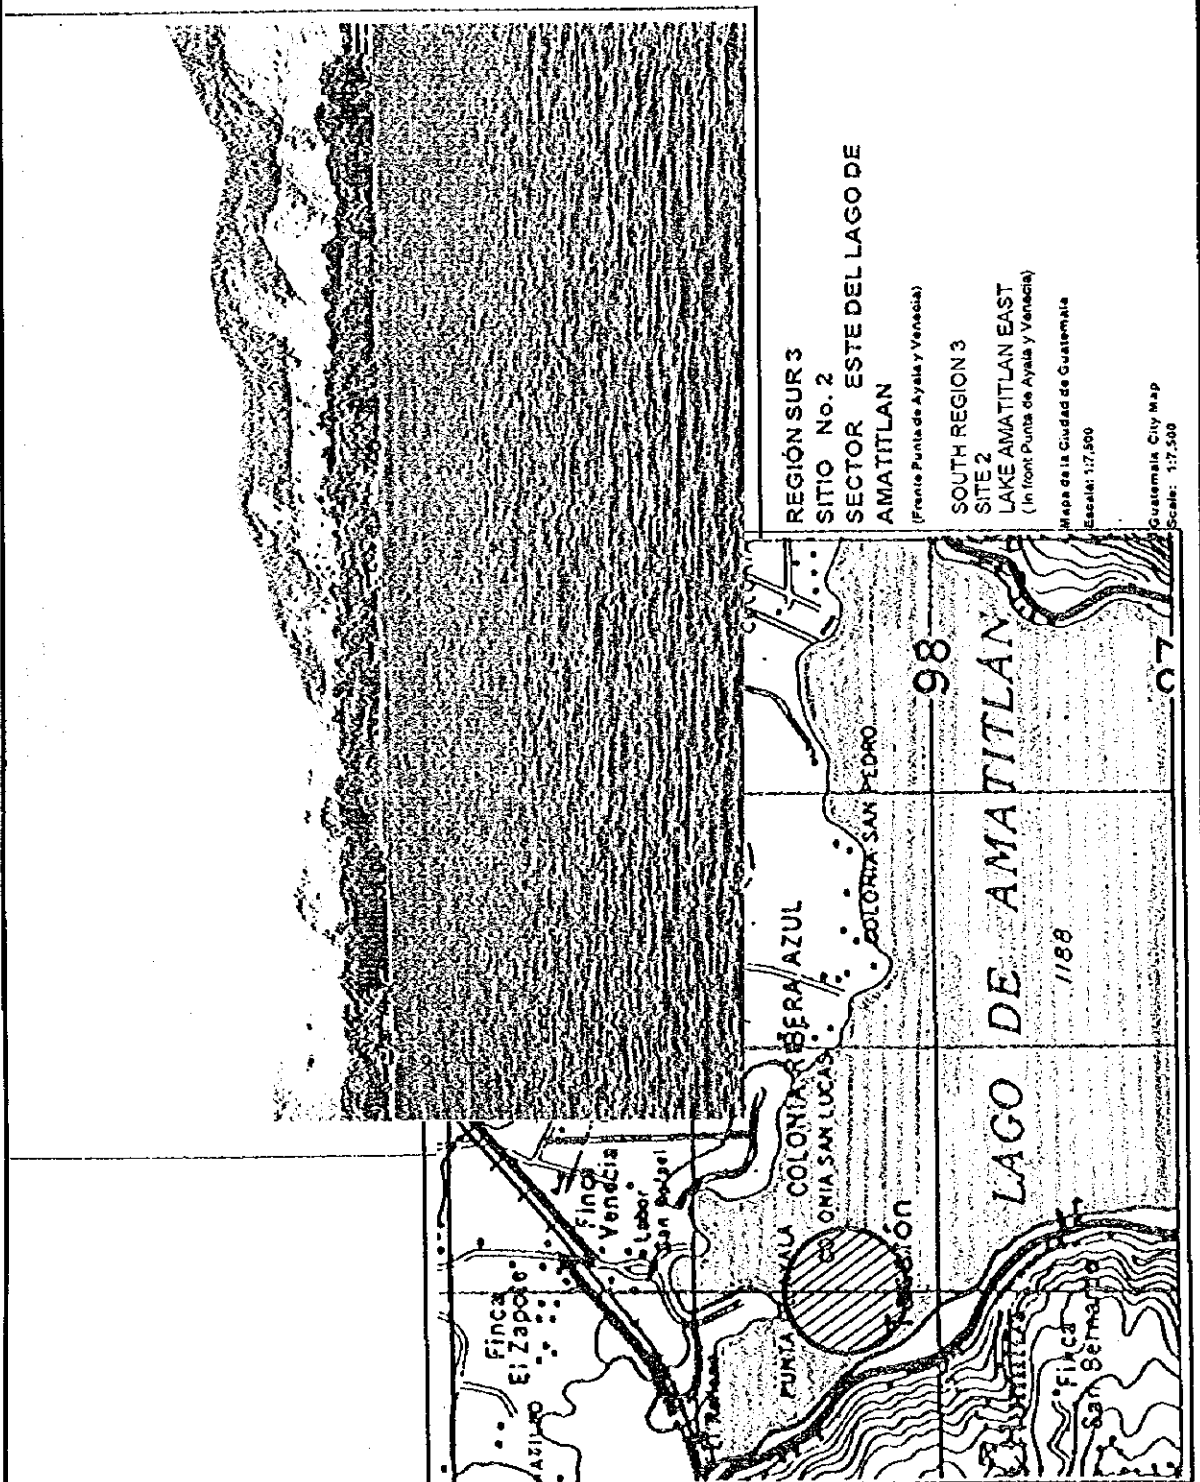 REGIÓN SUR 3
SITIO No. 2
SECTOR ESTE DEL LAGO DE
AMATITLAN
(Frente Punta de Ayala y Venecia)
SOUTH REGION 3
SITE 2
LAKE AMATITLAN EAST
(In front Punta de Ayala y Venecia)
Mapa de la Ciudad de Guatemala
Escala: 1:7,500
Guatemala City Map
Scale: 1:7,500
Finca
El Zapote
Finca
Venecia
Labor
San Rafael
El Relleno
PUNTA
COLONIA RIBERA AZUL
SAN LUCAS
COLONIA SAN PEDRO
98
LAGO DE AMATITLAN
1188
Finca
San Bernardo
97